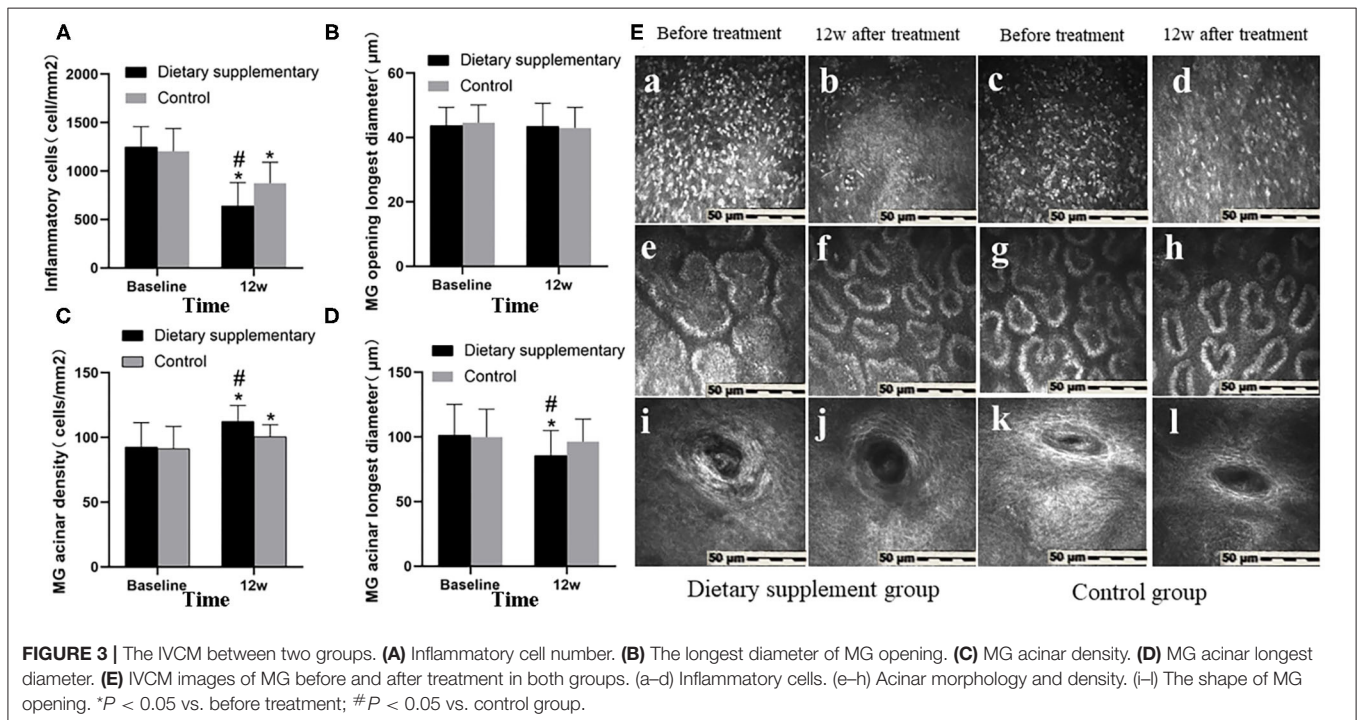 A
Inflammatory cells( cell/mm2)
2000
1500
1000
500
0
Dietary supplementary
Control
#
*
*
Baseline
12w
Time
B
MG opening longest diameter( μm)
60
40
20
0
Dietary supplementary
Control
Baseline
12w
Time
C
MG acinar density( cells/mm2)
150
100
50
0
Dietary supplementary
Control
#
*
*
Baseline
12w
Time
D
MG acinar longest diameter( μm)
150
100
50
0
Dietary supplementary
Control
#
*
Baseline
12w
Time
E
Before treatment 12w after treatment Before treatment 12w after treatment
a b c d
50 μm 50 μm 50 μm 50 μm
e f g h
50 μm 50 μm 50 μm 50 μm
i j k l
50 μm 50 μm 50 μm 50 μm
Dietary supplement group Control group
FIGURE 3 | The IVCM between two groups. (A) Inflammatory cell number. (B) The longest diameter of MG opening. (C) MG acinar density. (D) MG acinar longest
diameter. (E) IVCM images of MG before and after treatment in both groups. (a–d) Inflammatory cells. (e–h) Acinar morphology and density. (i–l) The shape of MG
opening. *P < 0.05 vs. before treatment; #P < 0.05 vs. control group.